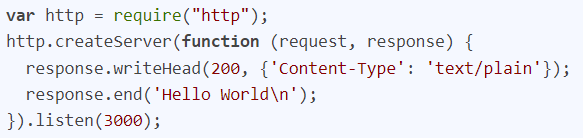 var http = require("http");
http.createServer(function (request, response) {
  response.writeHead(200, {'Content-Type': 'text/plain'});
  response.end('Hello World\n');
}).listen(3000);